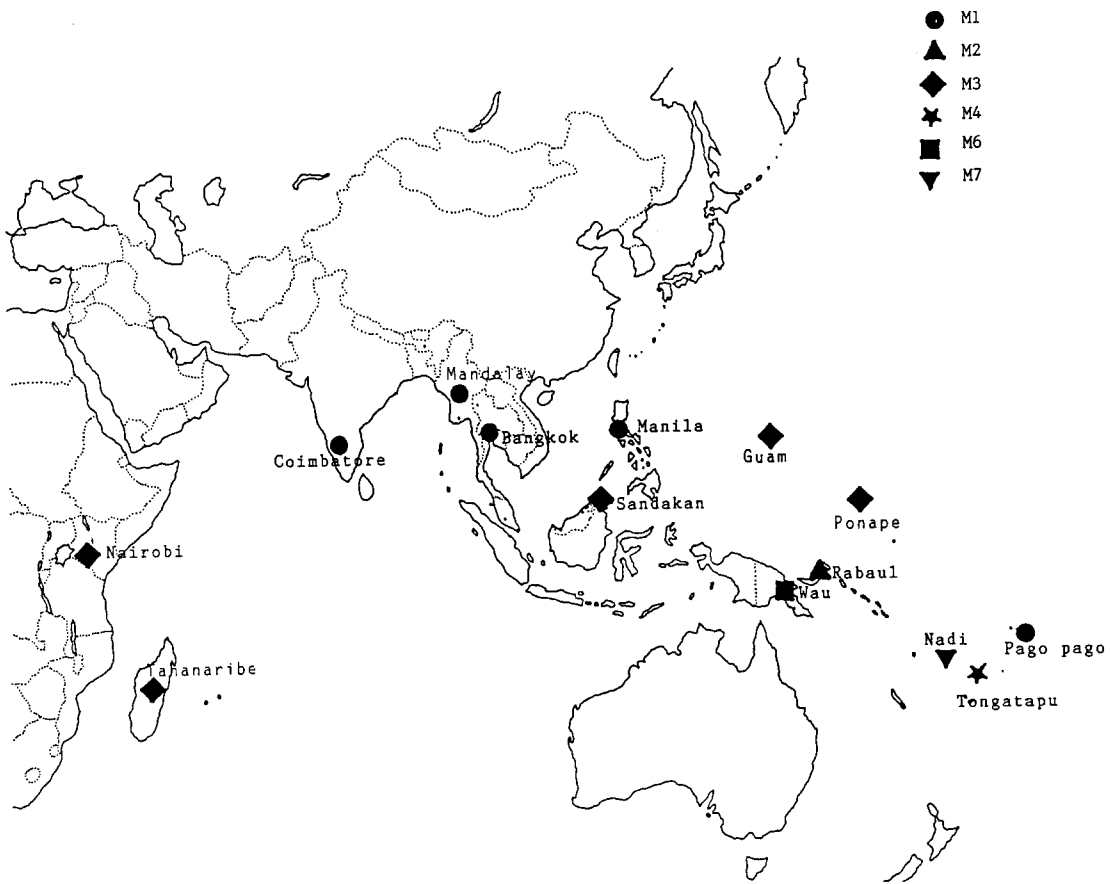 M1
M2
M3
M4
M6
M7
Mandalay
Manila
Bangkok
Guam
Coimbatore
Sandakan
Ponape
Nairobi
Rabaul
Wau
Nadi
Pago pago
Tananaribe
Tongatapu